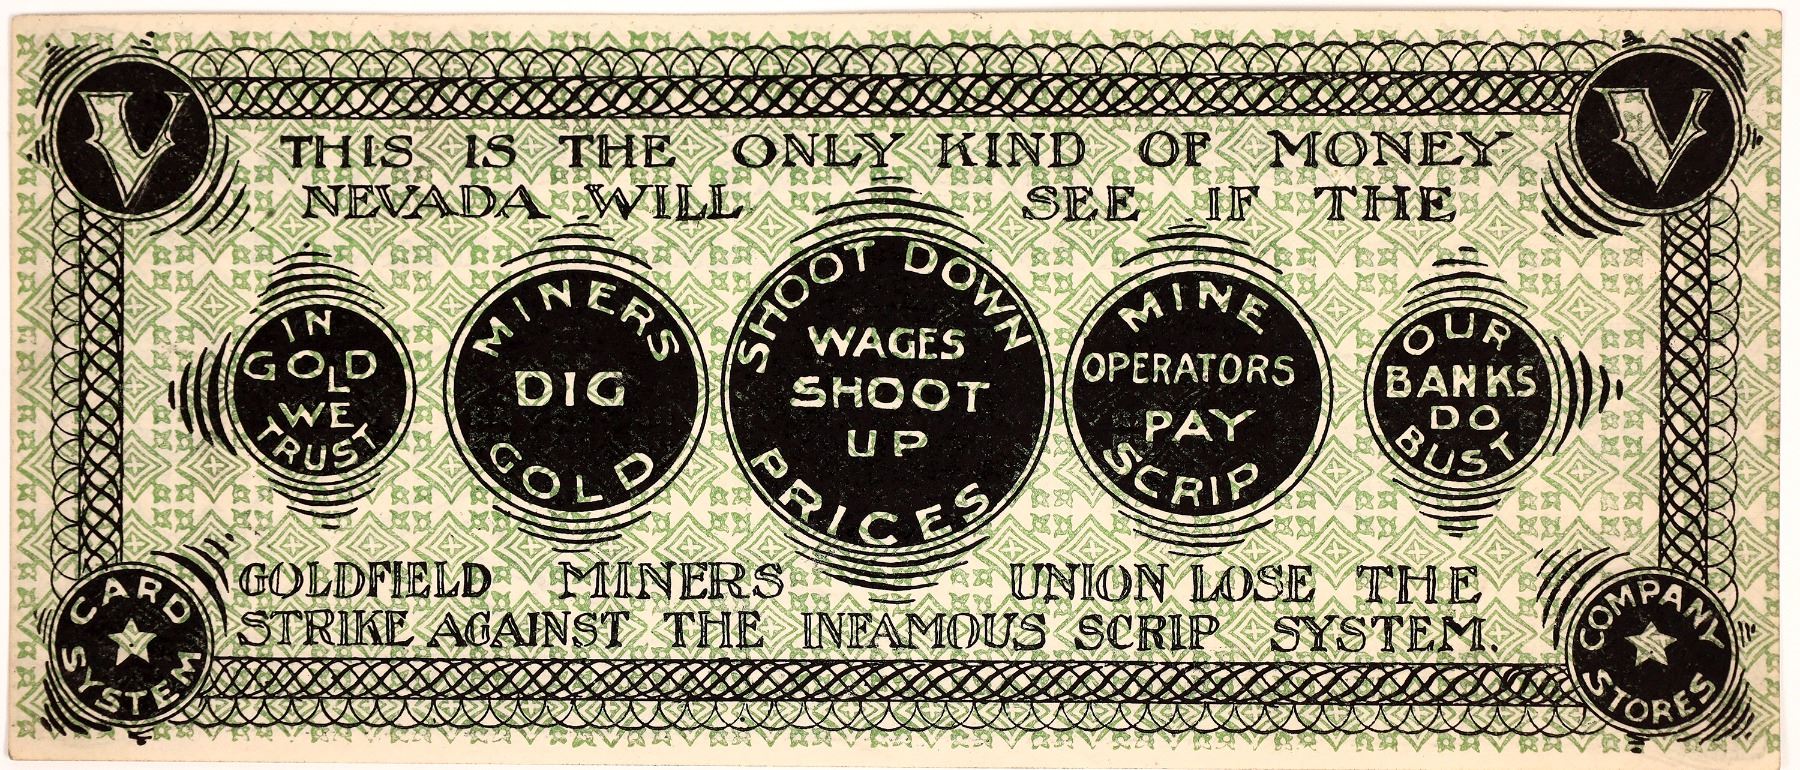 V
V
THIS IS THE ONLY KIND OF MONEY
NEVADA WILL SEE IF THE
IN
GOLD
WE
TRUST
MINERS
DIG
GOLD
SHOOT DOWN
WAGES
SHOOT
UP
PRICES
MINE
OPERATORS
PAY
SCRIP
OUR
BANKS
DO
BUST
GOLDFIELD MINERS UNION LOSE THE
STRIKE AGAINST THE INFAMOUS SCRIP SYSTEM.
CARD
SYSTEM
COMPANY
STORES